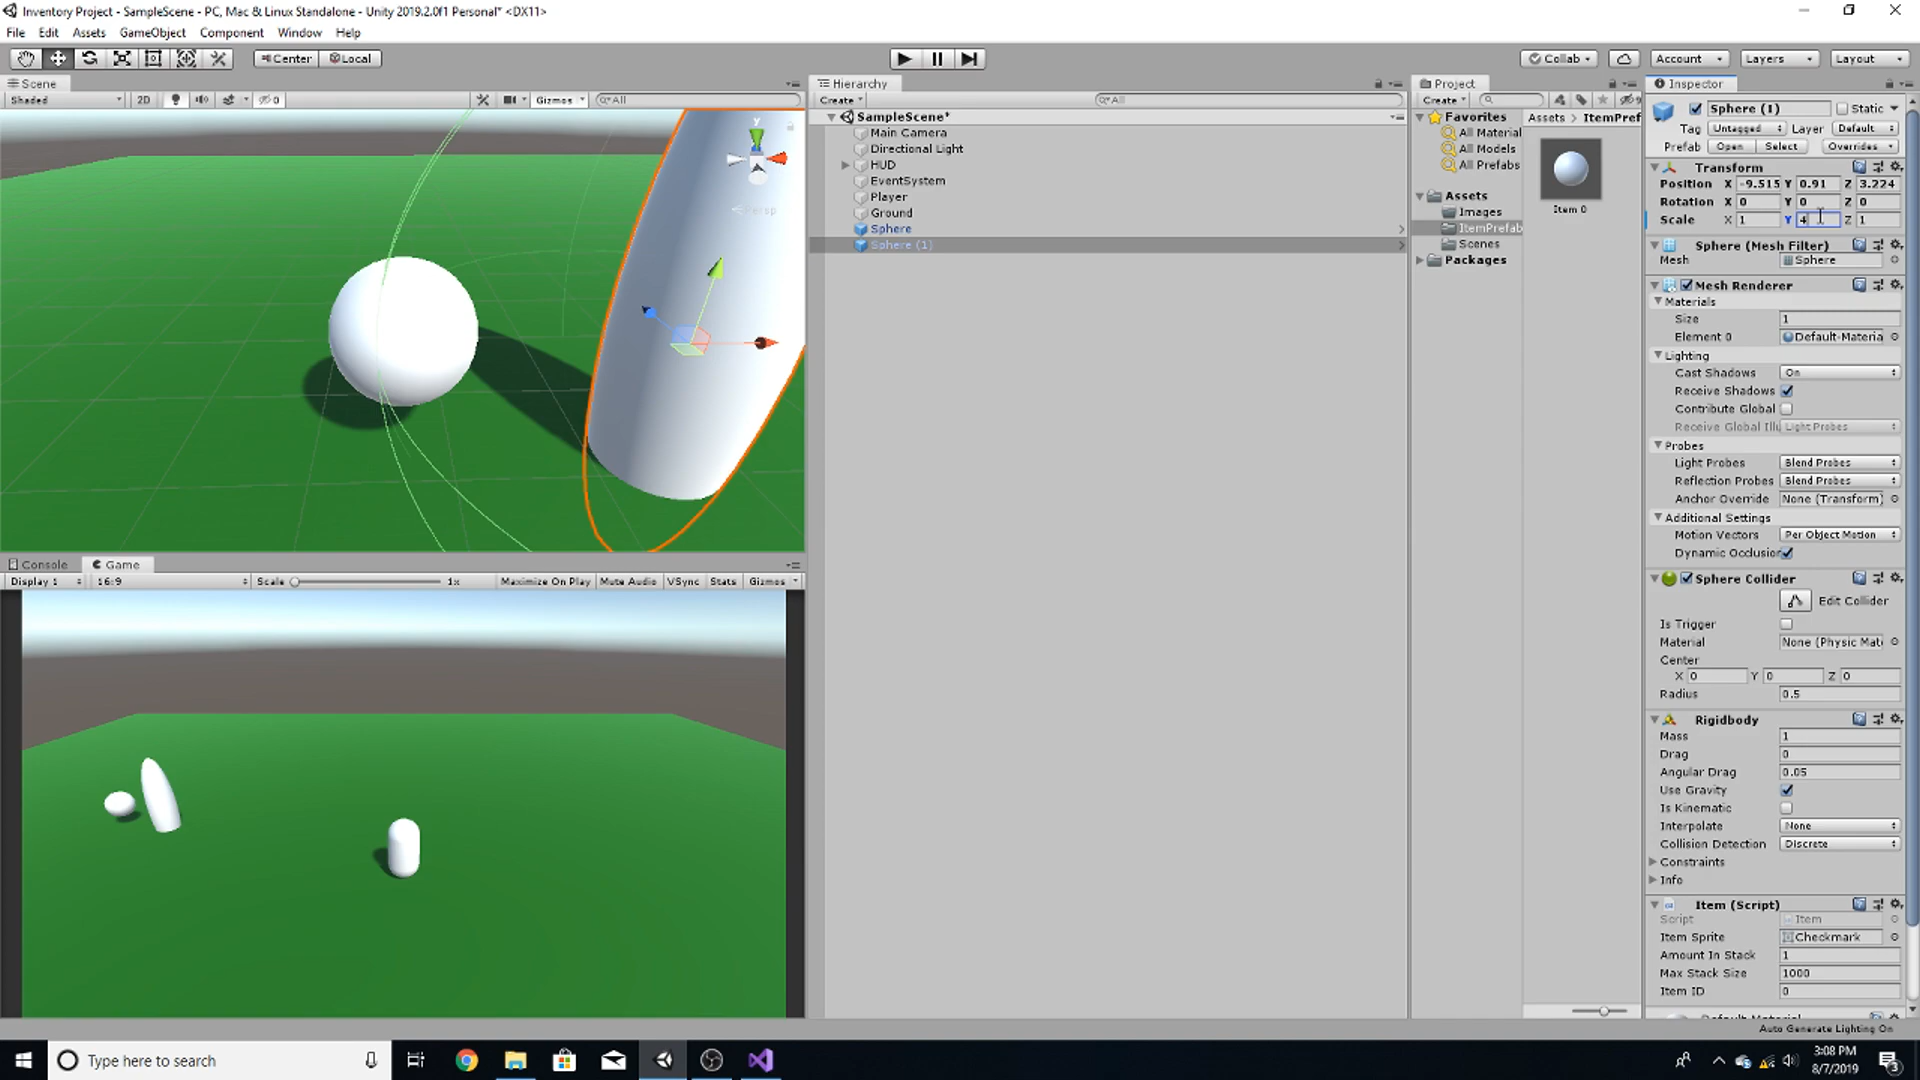 Inventory Project - SampleScene - PC, Mac & Linux Standalone - Unity 2019.2.0f1 Personal* <DX11>
File Edit Assets GameObject Component Window Help
Center Local
Collab Account Layers Layout
Scene
Shaded 2D 0 Gizmos All
y
Persp
Hierarchy
Create All
SampleScene*
Main Camera
Directional Light
HUD
EventSystem
Player
Ground
Sphere
Sphere (1)
Project
Create
Favorites
All Material
All Models
All Prefabs
Assets
Images
ItemPrefab
Scenes
Packages
Assets > ItemPref
Item 0
Inspector
Sphere (1) Static
Tag Untagged Layer Default
Prefab Open Select Overrides
Transform
Position X -9.515 Y 0.91 Z 3.224
Rotation X 0 Y 0 Z 0
Scale X 1 Y 4 Z 1
Sphere (Mesh Filter)
Mesh Sphere
Mesh Renderer
Materials
Size 1
Element 0 Default-Materia
Lighting
Cast Shadows On
Receive Shadows
Contribute Global
Receive Global Illu Light Probes
Probes
Light Probes Blend Probes
Reflection Probes Blend Probes
Anchor Override None (Transform)
Additional Settings
Motion Vectors Per Object Motion
Dynamic Occlusion
Sphere Collider
Edit Collider
Is Trigger
Material None (Physic Mat
Center
X 0 Y 0 Z 0
Radius 0.5
Rigidbody
Mass 1
Drag 0
Angular Drag 0.05
Use Gravity
Is Kinematic
Interpolate None
Collision Detection Discrete
Constraints
Info
Item (Script)
Script Item
Item Sprite Checkmark
Amount In Stack 1
Max Stack Size 1000
Item ID 0
Console Game
Display 1 16:9 Scale 1x Maximize On Play Mute Audio VSync Stats Gizmos
Auto Generate Lighting On
Type here to search
3:08 PM
8/7/2019
3